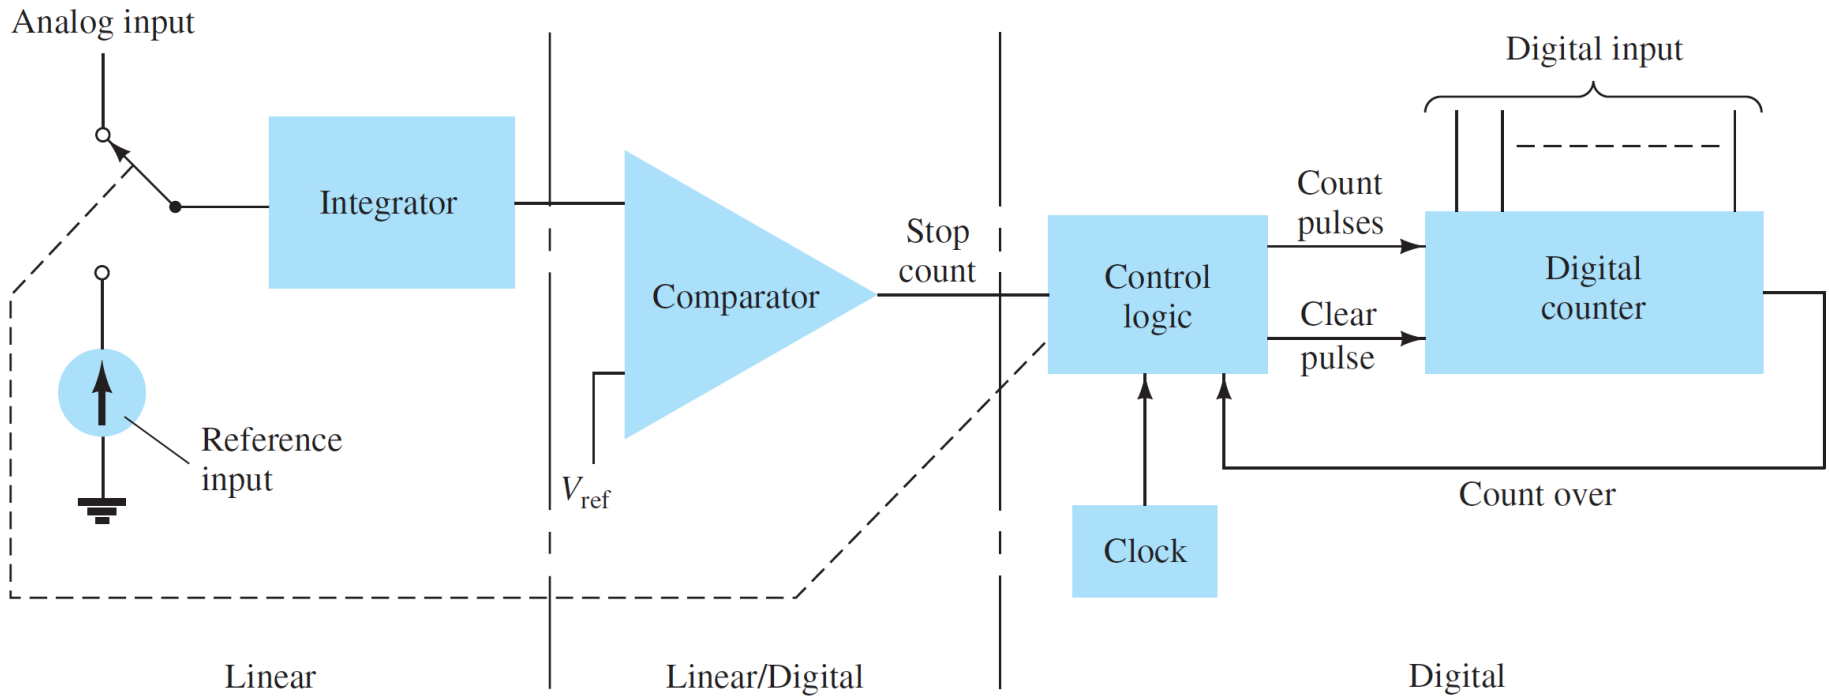 Analog input
Digital input
Integrator
Count
pulses
Stop
count
Digital
counter
Control
logic
Comparator
Clear
pulse
Reference
input
V_ref
Count over
Clock
Linear
Linear/Digital
Digital